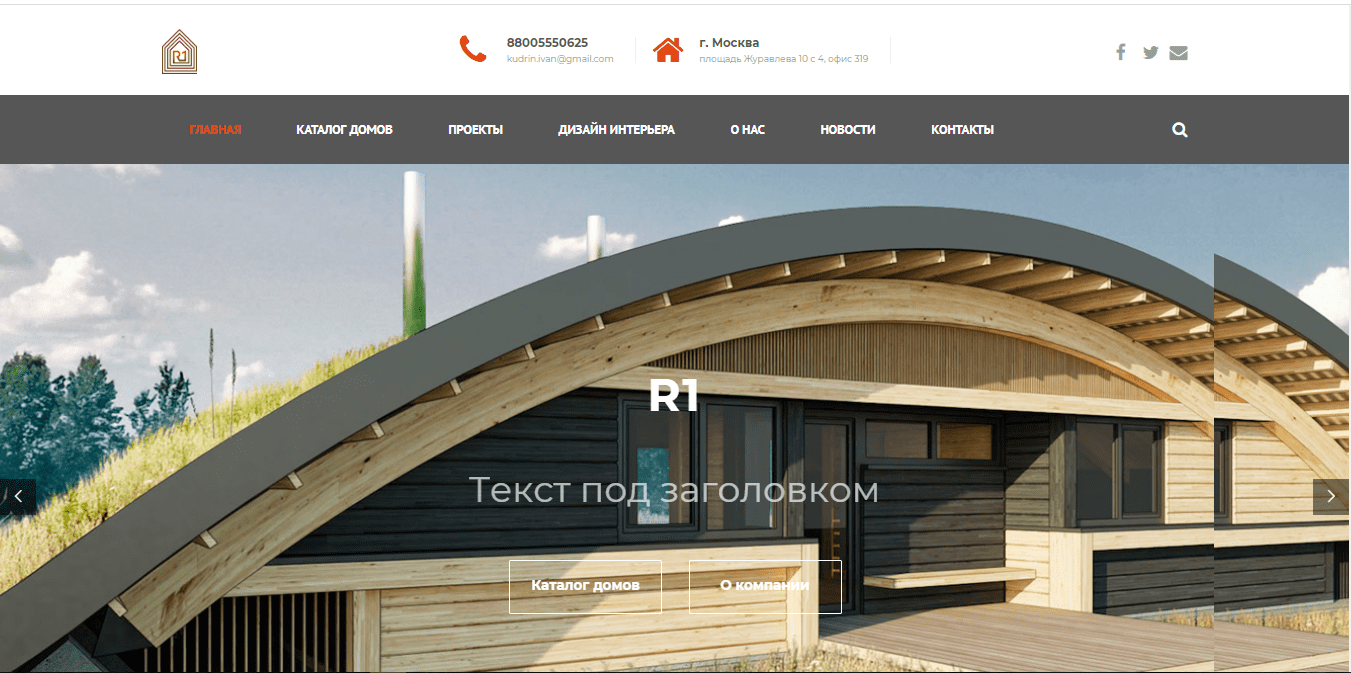 R1
88005550625
kudrin.ivan@gmail.com
г. Москва
площадь Журавлева 10 с 4, офис 319
ГЛАВНАЯ
КАТАЛОГ ДОМОВ
ПРОЕКТЫ
ДИЗАЙН ИНТЕРЬЕРА
О НАС
НОВОСТИ
КОНТАКТЫ
R1
Текст под заголовком
Каталог домов
О компании